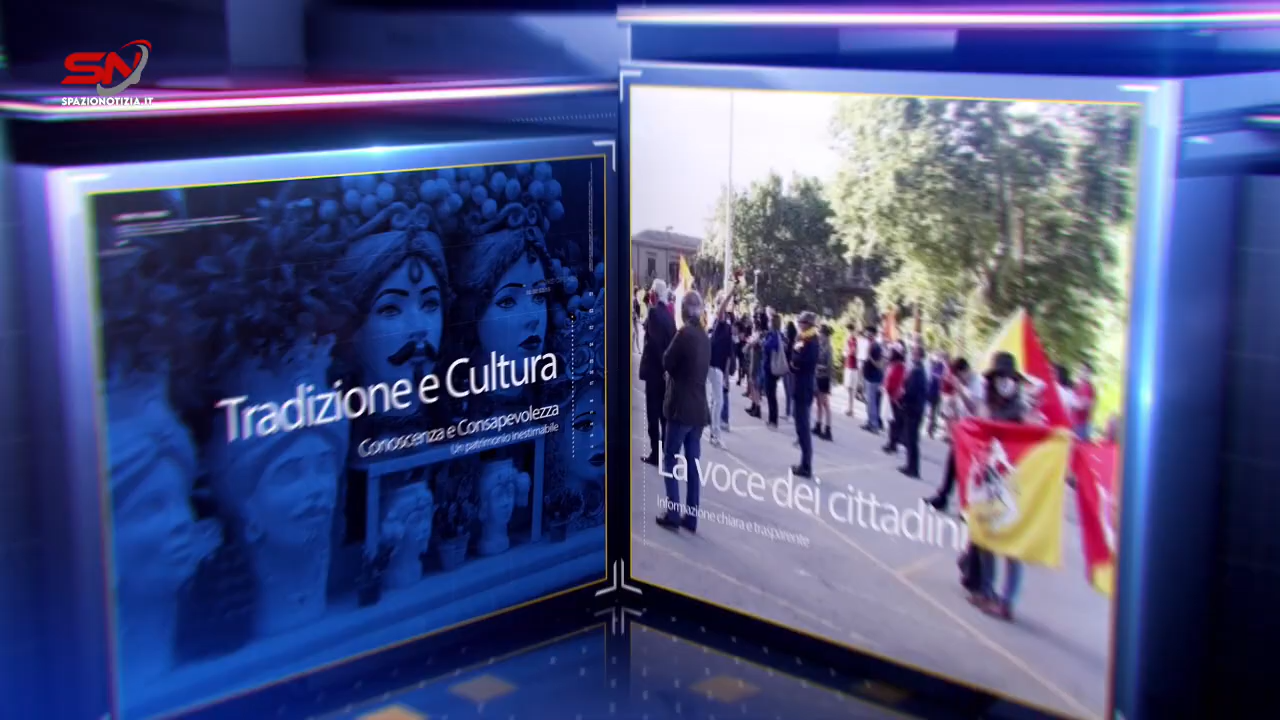 SN
SPAZIONOTIZIA.IT
Tradizione e Cultura
Conoscenza e Consapevolezza
Un patrimonio inestimabile
La voce dei cittadini
Informazione chiara e trasparente